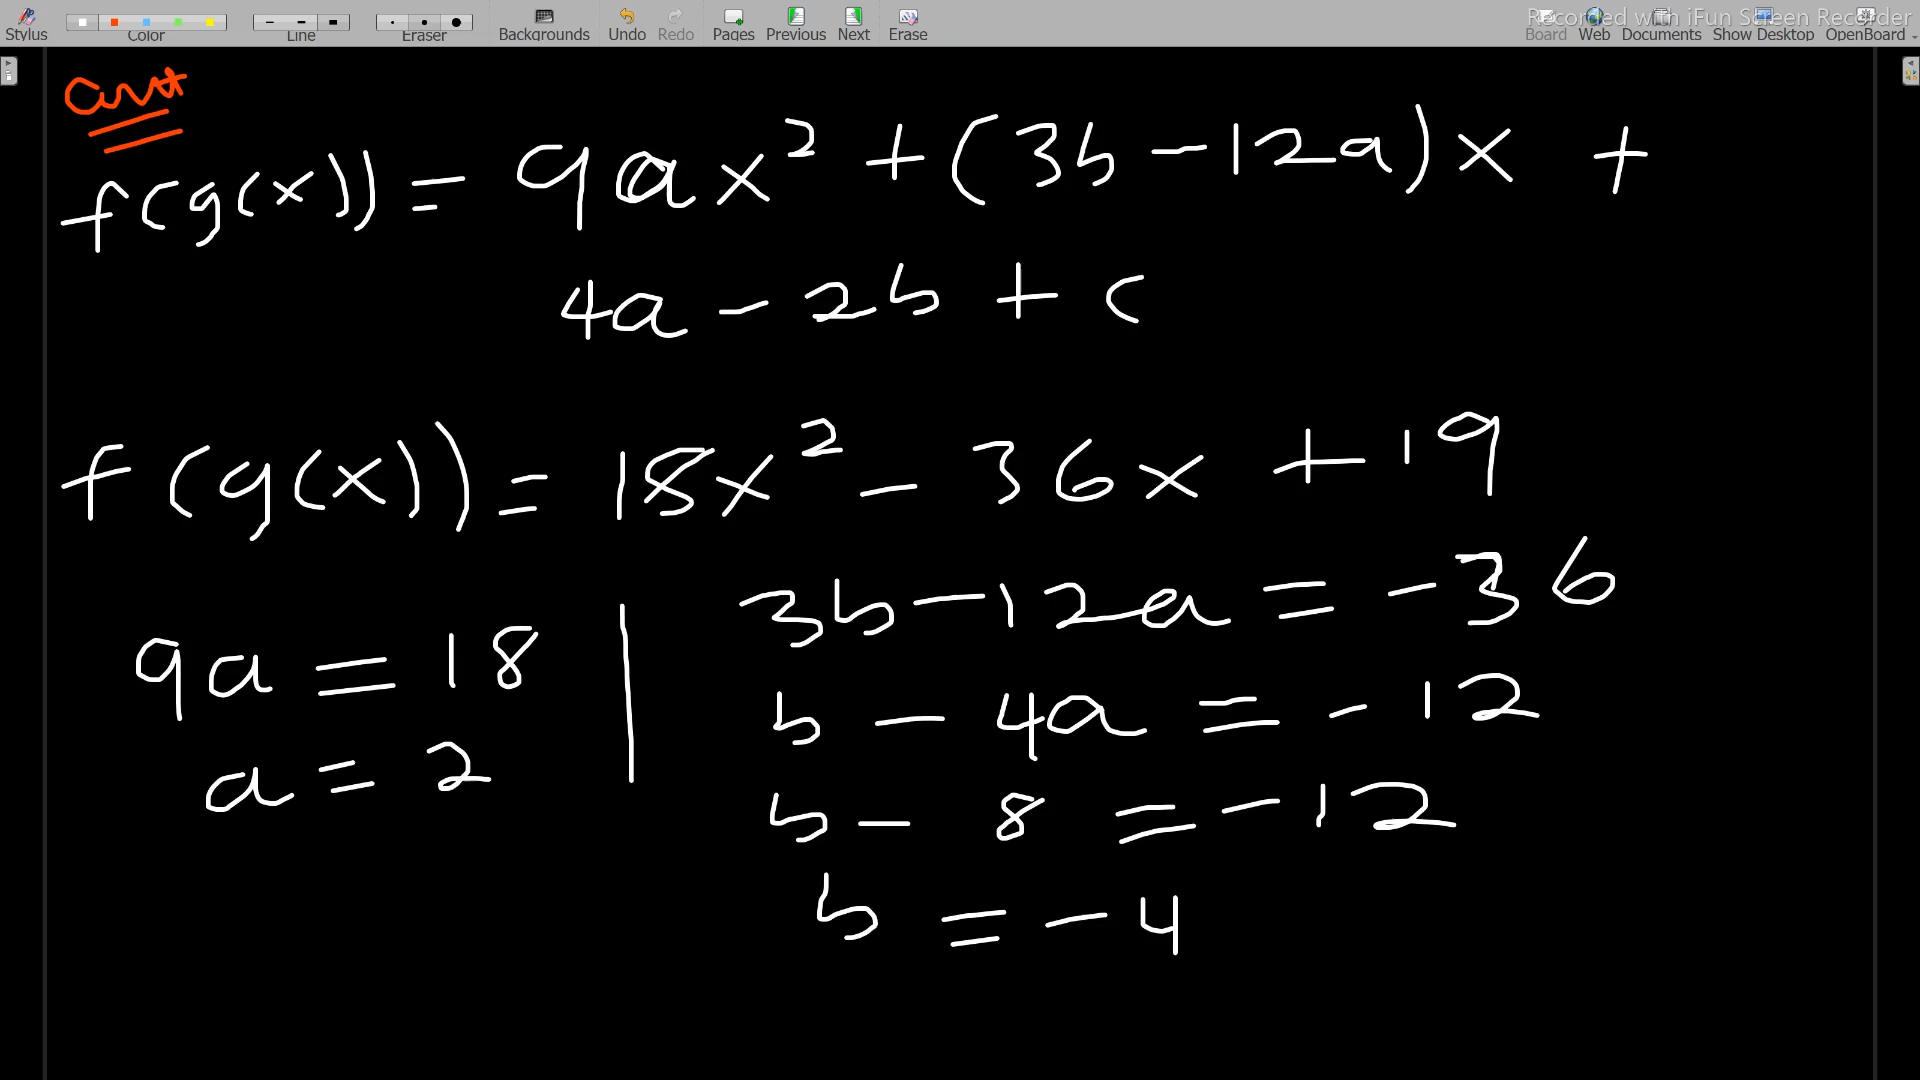 Recorded with iFun Screen Recorder
Stylus Color Line Eraser Backgrounds Undo Redo Pages Previous Next Erase Board Web Documents Show Desktop OpenBoard
f(g(x)) = 9ax² + (3b - 12a)x +
4a - 2b + c
f(g(x)) = 18x² - 36x + 19
9a = 18
a = 2
3b - 12a = -36
b - 4a = -12
b - 8 = -12
b = -4